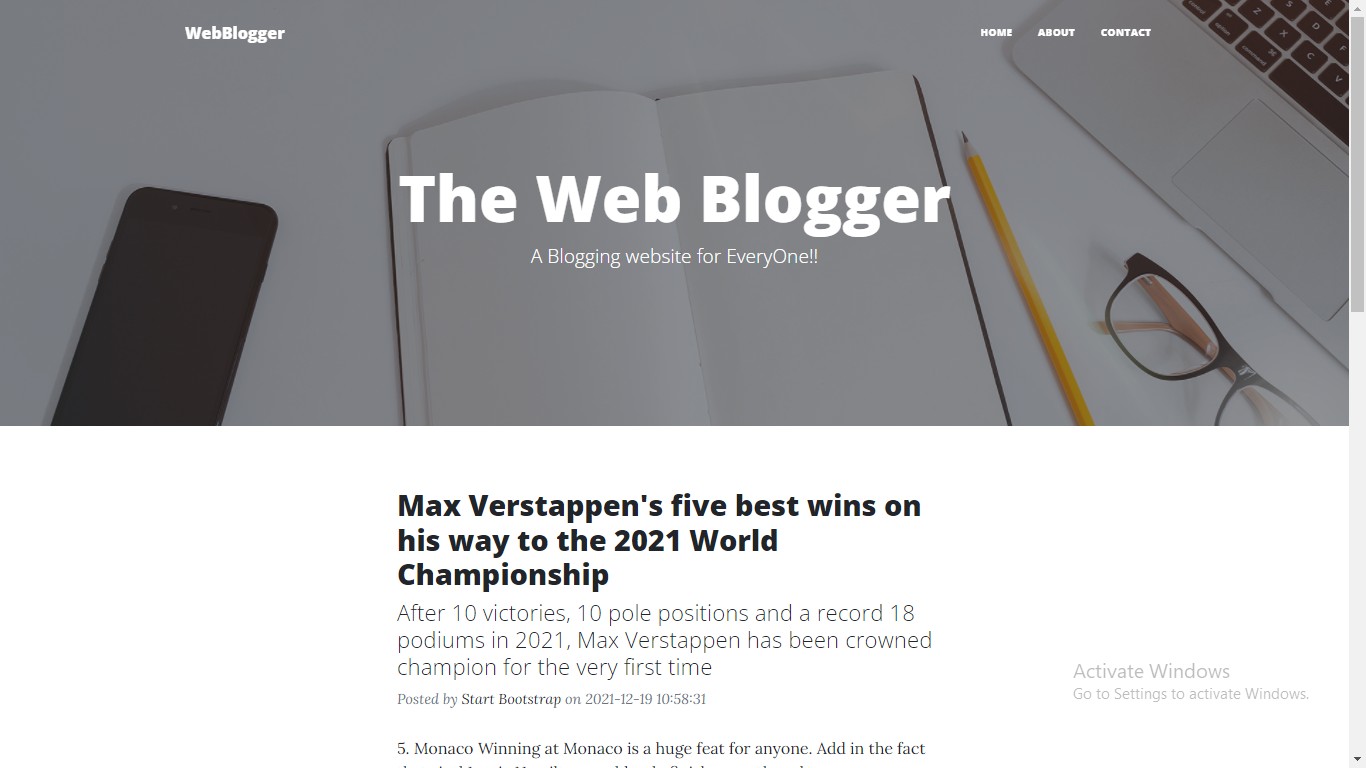 WebBlogger
HOME ABOUT CONTACT
The Web Blogger
A Blogging website for EveryOne!!
Max Verstappen's five best wins on
his way to the 2021 World
Championship
After 10 victories, 10 pole positions and a record 18
podiums in 2021, Max Verstappen has been crowned
champion for the very first time
Posted by Start Bootstrap on 2021-12-19 10:58:31
5. Monaco Winning at Monaco is a huge feat for anyone. Add in the fact
Activate Windows
Go to Settings to activate Windows.